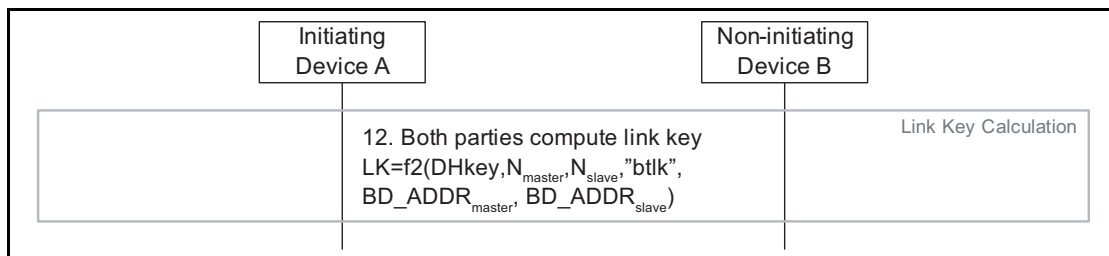 Initiating
Device A
Non-initiating
Device B
Link Key Calculation
12. Both parties compute link key
LK=f2(DHkey,Nmaster,Nslave,”btlk”,
BD_ADDRmaster, BD_ADDRslave)